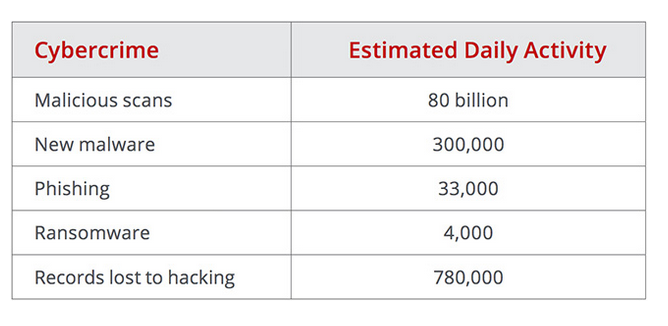 Cybercrime Estimated Daily Activity
Malicious scans 80 billion
New malware 300,000
Phishing 33,000
Ransomware 4,000
Records lost to hacking 780,000